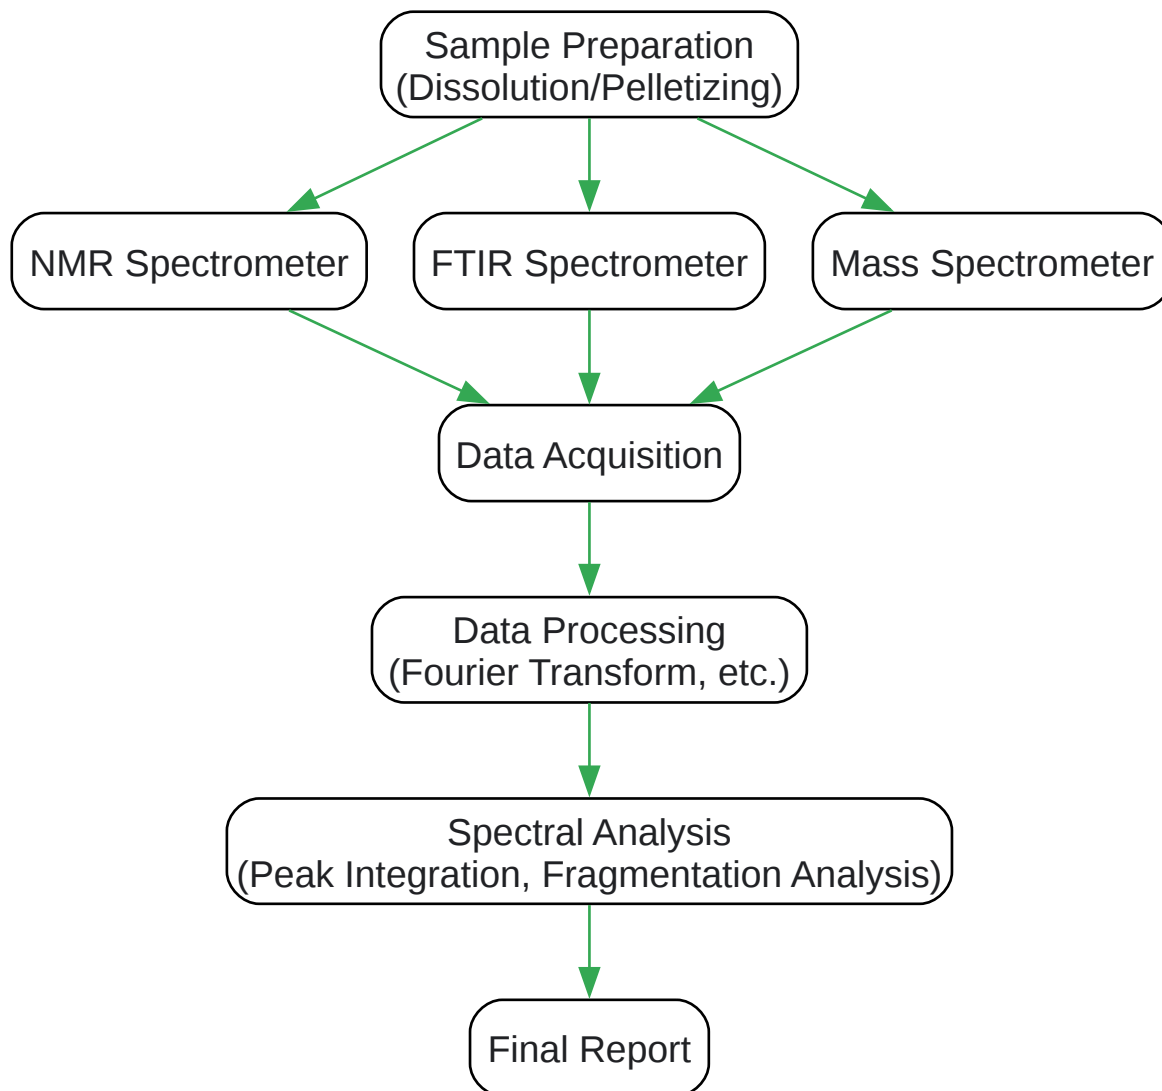 Sample Preparation
(Dissolution/Pelletizing)
NMR Spectrometer
FTIR Spectrometer
Mass Spectrometer
Data Acquisition
Data Processing
(Fourier Transform, etc.)
Spectral Analysis
(Peak Integration, Fragmentation Analysis)
Final Report